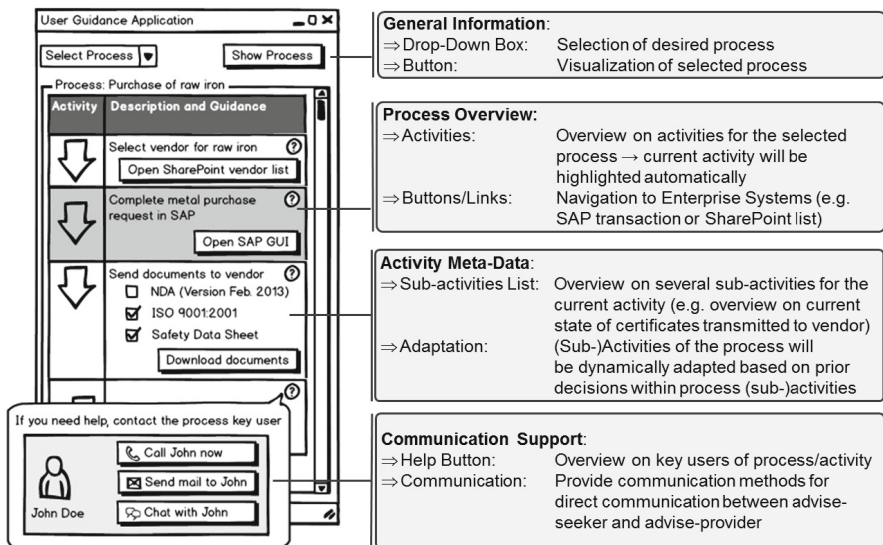 User Guidance Application
Select Process
Show Process
Process: Purchase of raw iron
Activity Description and Guidance
Select vendor for raw iron ?
Open SharePoint vendor list
Complete metal purchase ?
request in SAP
Open SAP GUI
Send documents to vendor ?
NDA (Version Feb. 2013)
ISO 9001:2001
Safety Data Sheet
Download documents
?
If you need help, contact the process key user
Call John now
Send mail to John
Chat with John
John Doe
General Information:
⇒ Drop-Down Box: Selection of desired process
⇒ Button: Visualization of selected process
Process Overview:
⇒ Activities: Overview on activities for the selected
process → current activity will be
highlighted automatically
⇒ Buttons/Links: Navigation to Enterprise Systems (e.g.
SAP transaction or SharePoint list)
Activity Meta-Data:
⇒ Sub-activities List: Overview on several sub-activities for the
current activity (e.g. overview on current
state of certificates transmitted to vendor)
⇒ Adaptation: (Sub-)Activities of the process will
be dynamically adapted based on prior
decisions within process (sub-)activities
Communication Support:
⇒ Help Button: Overview on key users of process/activity
⇒ Communication: Provide communication methods for
direct communication between advise-
seeker and advise-provider